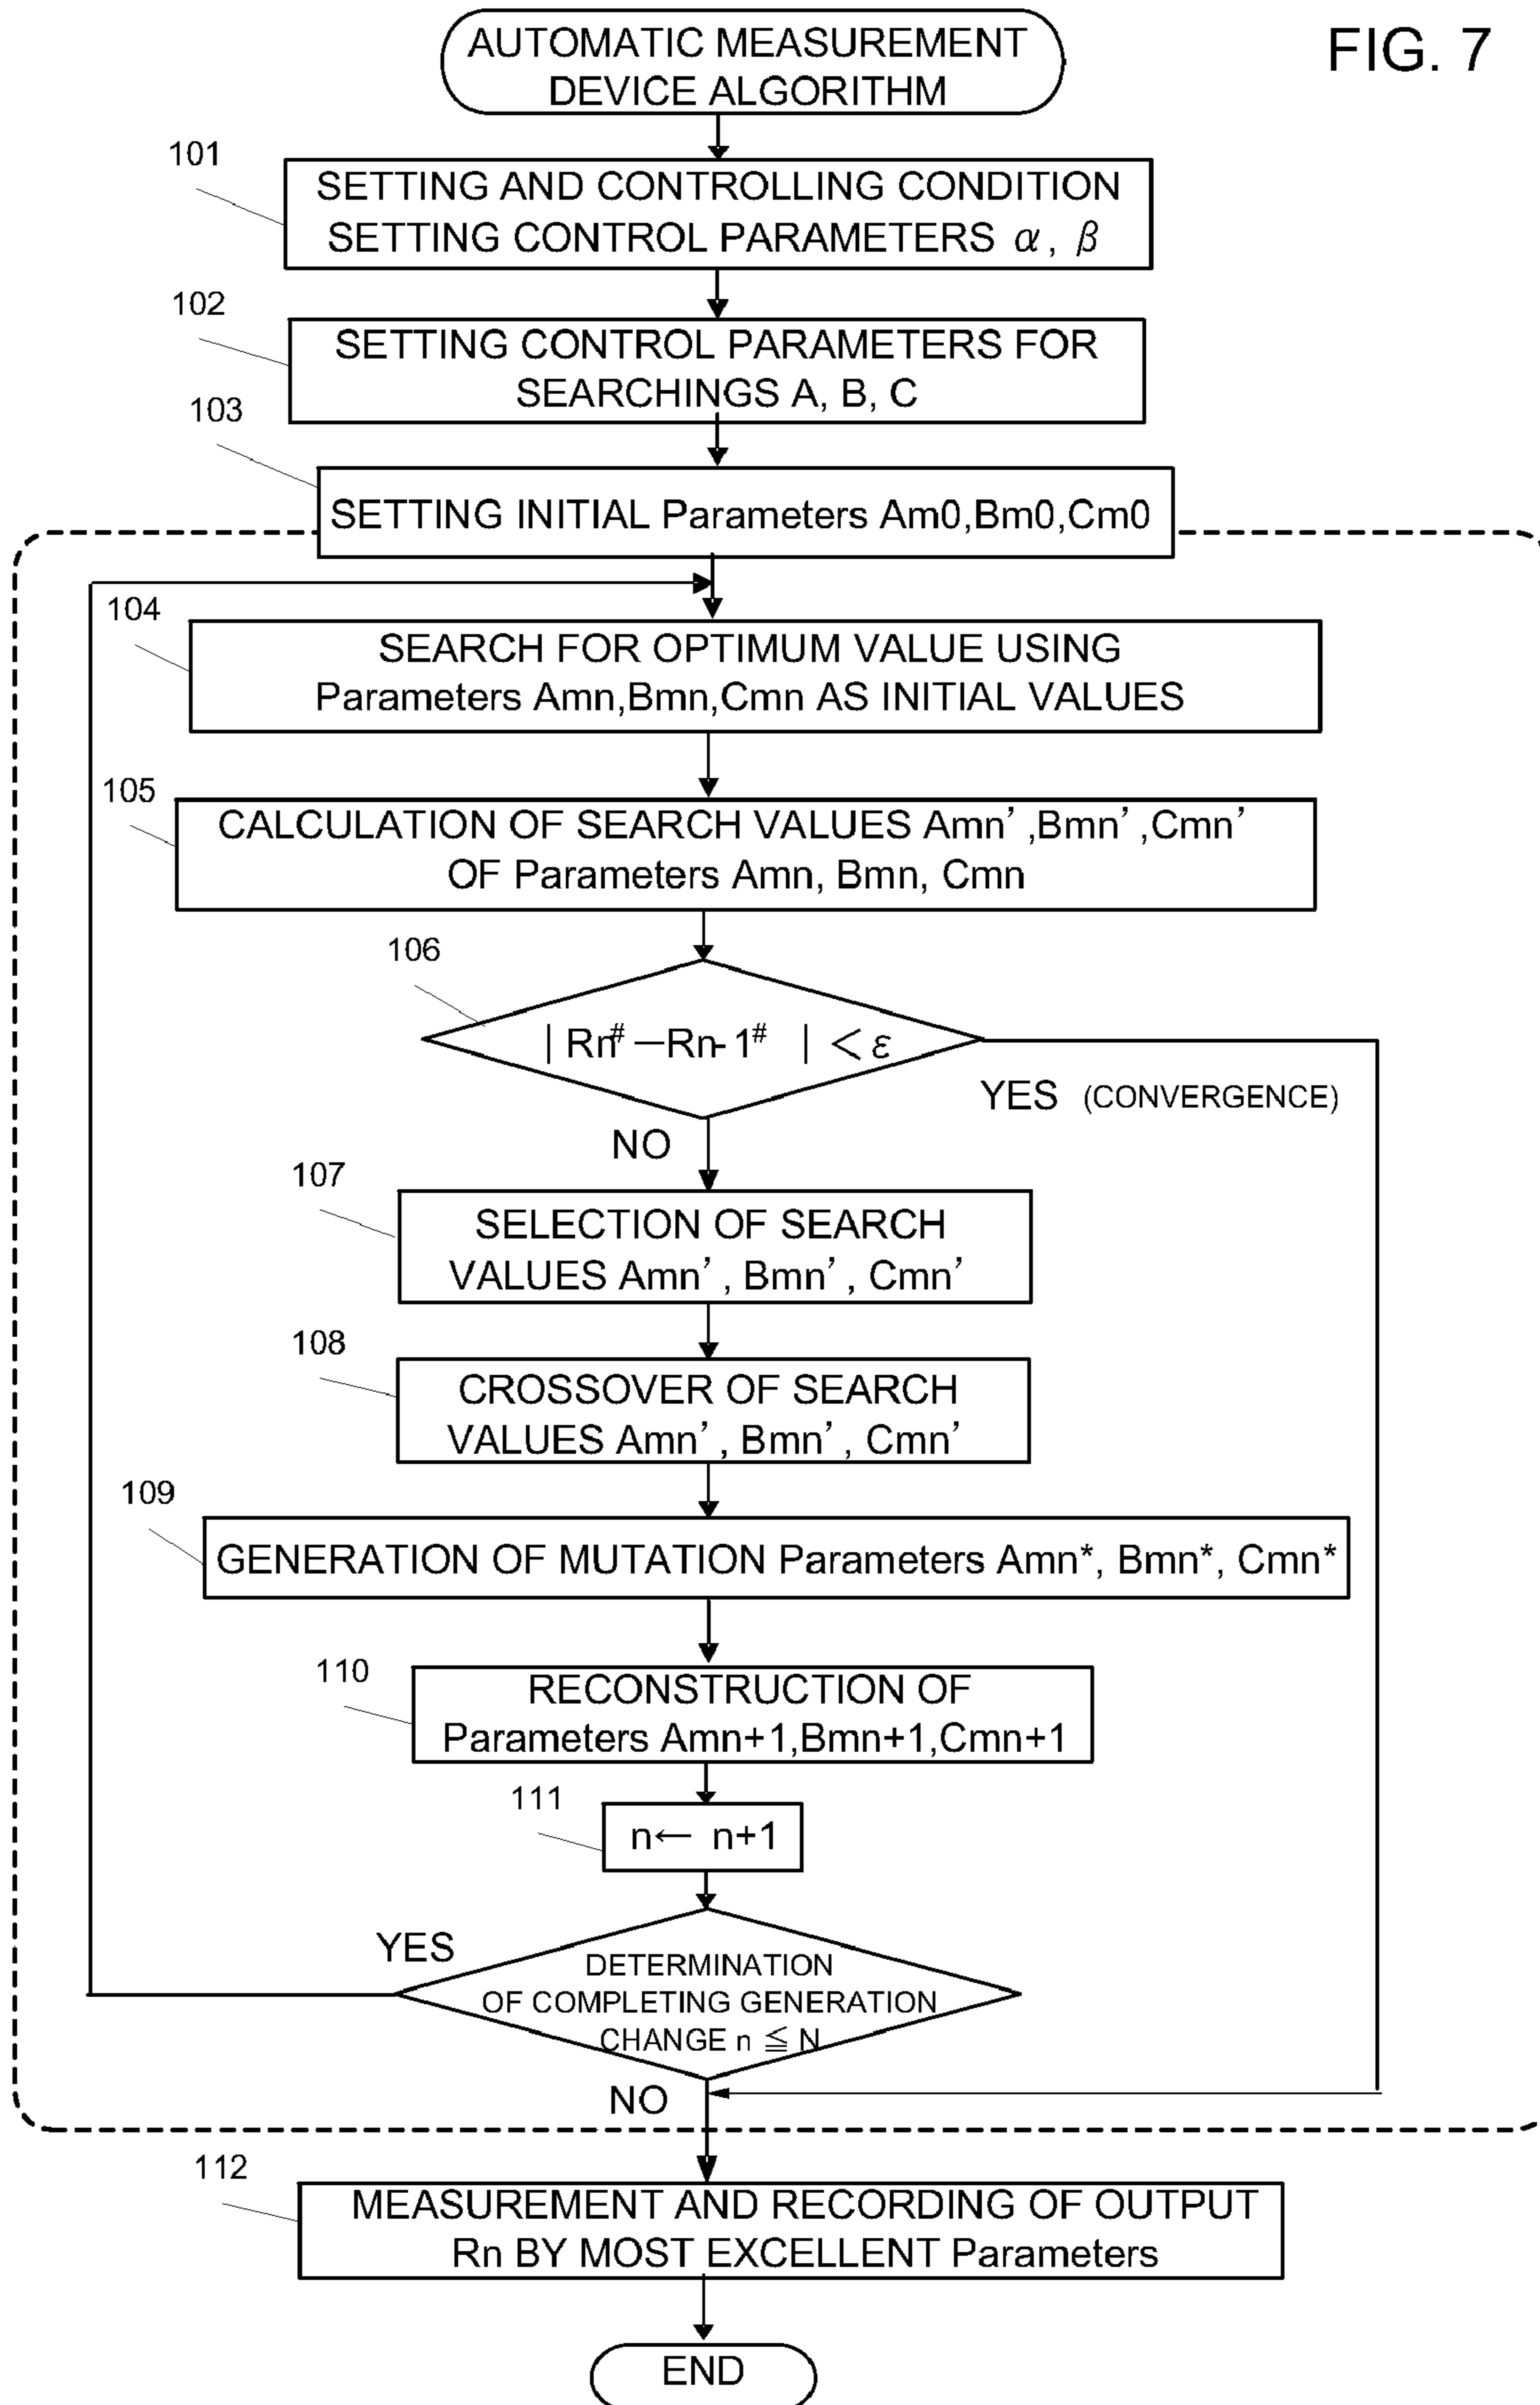 FIG. 7
AUTOMATIC MEASUREMENT
DEVICE ALGORITHM
101
SETTING AND CONTROLLING CONDITION
SETTING CONTROL PARAMETERS α, β
102
SETTING CONTROL PARAMETERS FOR
SEARCHINGS A, B, C
103
SETTING INITIAL Parameters Am0,Bm0,Cm0
104
SEARCH FOR OPTIMUM VALUE USING
Parameters Amn,Bmn,Cmn AS INITIAL VALUES
105
CALCULATION OF SEARCH VALUES Amn',Bmn',Cmn'
OF Parameters Amn, Bmn, Cmn
106
| Rn# —Rn-1# | < ε
YES (CONVERGENCE)
NO
107
SELECTION OF SEARCH
VALUES Amn', Bmn', Cmn'
108
CROSSOVER OF SEARCH
VALUES Amn', Bmn', Cmn'
109
GENERATION OF MUTATION Parameters Amn*, Bmn*, Cmn*
110
RECONSTRUCTION OF
Parameters Amn+1,Bmn+1,Cmn+1
111
n← n+1
YES
DETERMINATION
OF COMPLETING GENERATION
CHANGE n ≦ N
NO
112
MEASUREMENT AND RECORDING OF OUTPUT
Rn BY MOST EXCELLENT Parameters
END